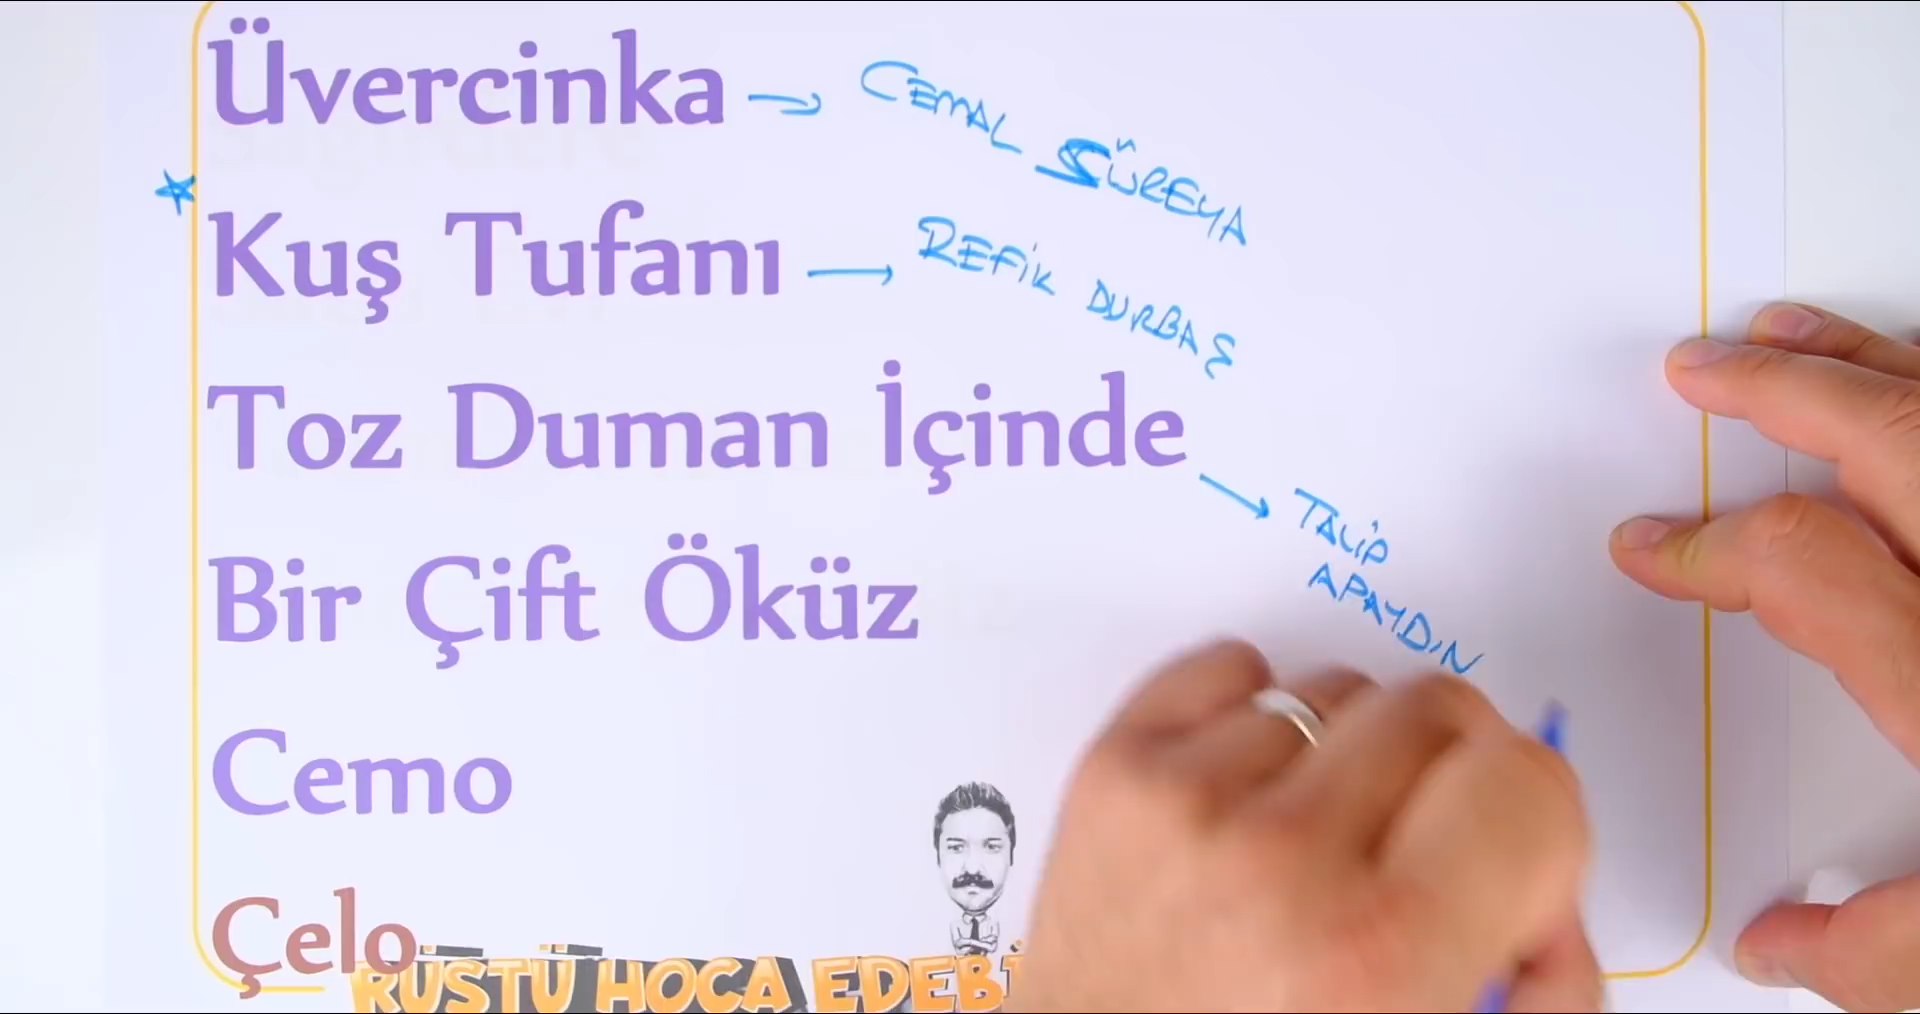 Üvercinka → CEMAL SÜREYA
Kuş Tufanı → REFİK DURBAŞ
Toz Duman İçinde → TALİP
APAYDIN
Bir Çift Öküz
Cemo
Çelo
RÜSTÜ HOCA EDEBİ